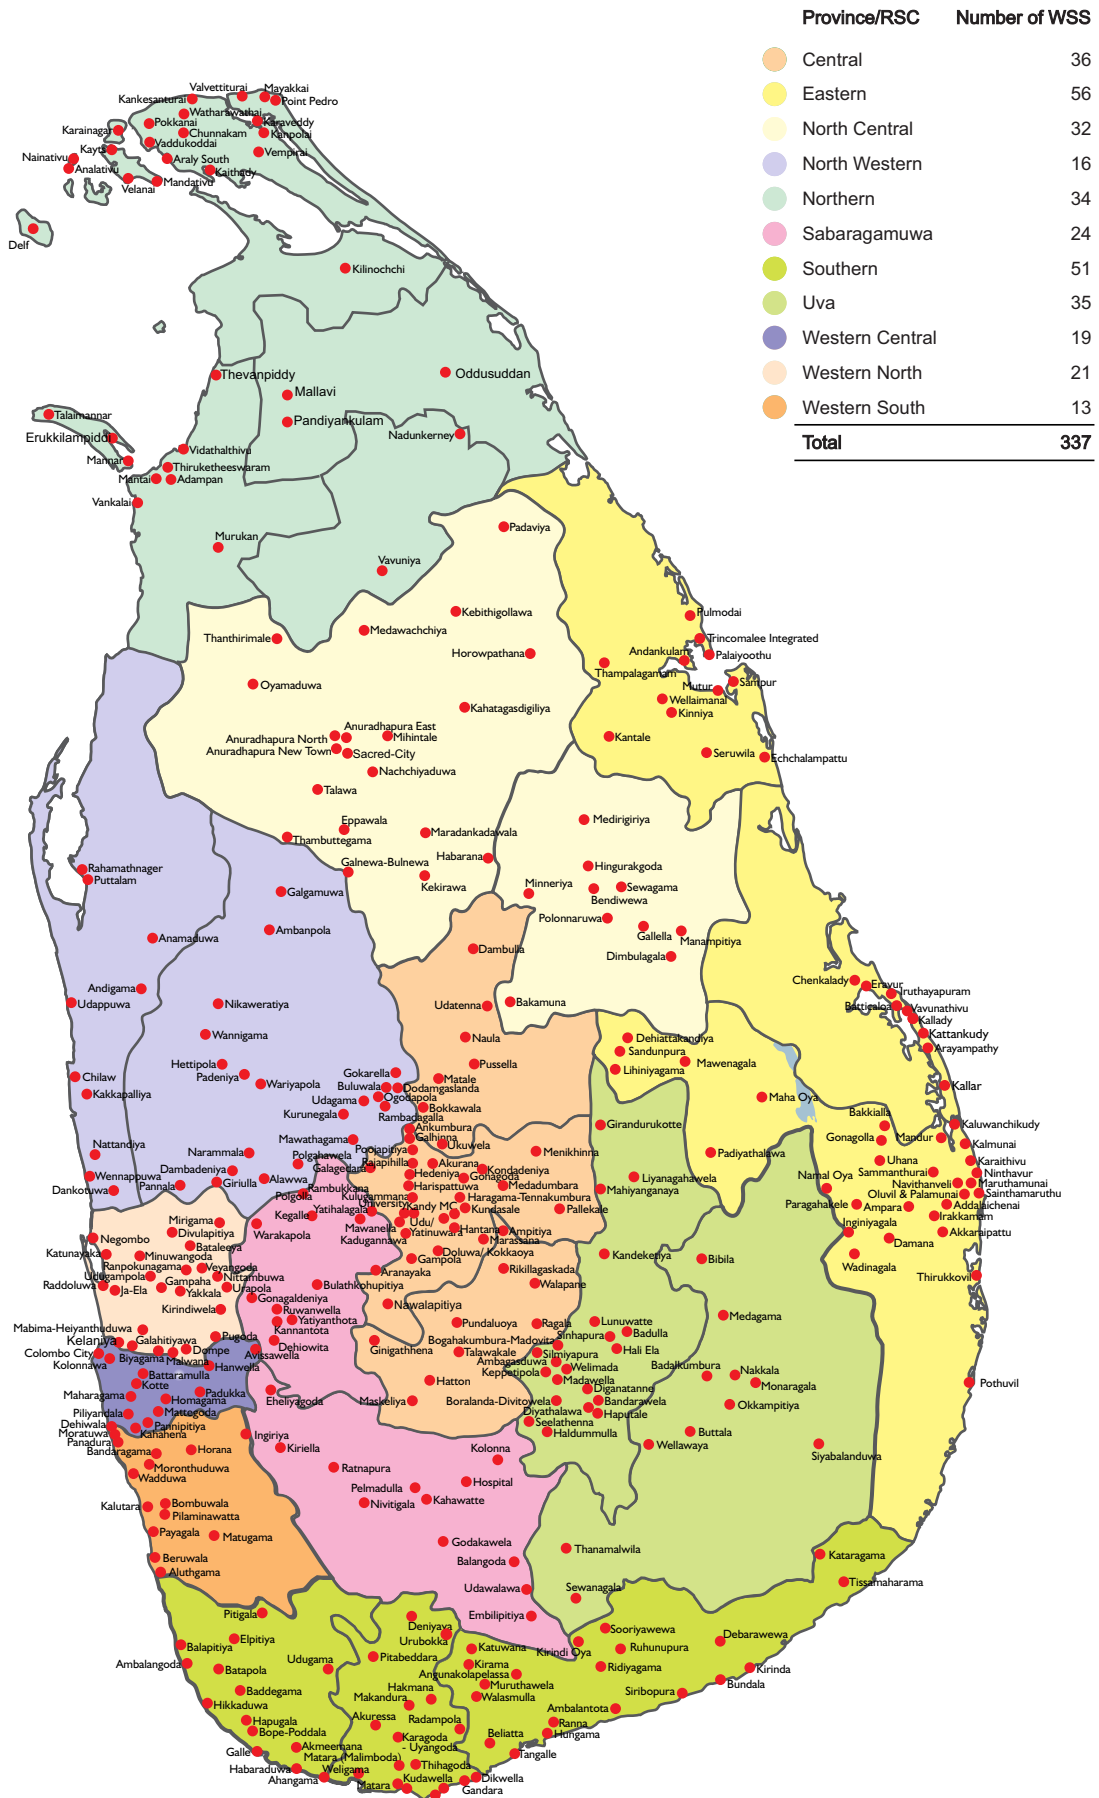 Province/RSC Number of WSS
Central 36
Eastern 56
North Central 32
North Western 16
Northern 34
Sabaragamuwa 24
Southern 51
Uva 35
Western Central 19
Western North 21
Western South 13
Total 337
Valvettiturai
Mayakkai
Kankesanturai
Point Pedro
Watharawathai
Pokkanai
Karaveddy
Karainagar
Chunnakam
Kanpolai
Vaddukoddai
Kayts
Vempirai
Nainativu
Araly South
Analativu
Kaithady
Velanai
Mandativu
Delf
Kilinochchi
Thevanpiddy
Oddusuddan
Mallavi
Talaimannar
Pandiyankulam
Erukkilampiddi
Nadunkerney
Vidathalthivu
Mannar
Thiruketheeswaram
Mantai
Adampan
Vankalai
Padaviya
Murukan
Vavuniya
Kebithigollawa
Pulmodai
Medawachchiya
Thanthirimale
Trincomalee Integrated
Horowpathana
Andankulam
Palaiyoothu
Thampalagamam
Oyamaduwa
Mutur
Sampur
Wellaimanal
Kahatagasdigiliya
Kinniya
Anuradhapura East
Anuradhapura North
Mihintale
Kantale
Anuradhapura New Town
Sacred-City
Seruwila
Echchalampattu
Nachchiyaduwa
Talawa
Eppawala
Medirigiriya
Thambuttegama
Maradankadawala
Habarana
Galnewa-Bulnewa
Hingurakgoda
Rahamathnager
Puttalam
Kekirawa
Minneriya
Sewagama
Galgamuwa
Bendiwewa
Polonnaruwa
Ambanpola
Gallella
Manampitiya
Anamaduwa
Dambulla
Dimbulagala
Chenkalady
Eravur
Andigama
Iruthayapuram
Udappuwa
Nikaweratiya
Udatenna
Bakamuna
Batticaloa
Vavunathivu
Kallady
Wannigama
Naula
Dehiattakandiya
Kattankudy
Sandunpura
Arayampathy
Hettipola
Pussella
Mawenagala
Padeniya
Gokarella
Lihiniyagama
Chilaw
Wariyapola
Matale
Kakkapalliya
Buluwala
Dodamgaslanda
Kallar
Udagama
Ogodapola
Maha Oya
Kurunegala
Bokkawala
Rambadagalla
Bakkialla
Ankumbura
Girandurukotte
Kaluwanchikudy
Mawathagama
Galhinna
Gonagolla
Mandur
Nattandiya
Ukuwela
Kalmunai
Narammala
Poojapitiya
Menikhinna
Padiyathalawa
Polgahawela
Rajapihilla
Akurana
Uhana
Karaithivu
Dambadeniya
Galagedara
Kondadeniya
Sammanthurai
Ninthavur
Wennappuwa
Hedeniya
Gonagoda
Liyanagahawela
Namal Oya
Alawwa
Navithanveli
Maruthamunai
Dankotuwa
Pannala
Giriulla
Rambukkana
Harispattuwa
Medadumbara
Mahiyanganaya
Oluvil & Palamunai
Sainthamaruthu
Polgolla
Kulugammana
Haragama-Tennakumbura
Paragahakele
Addalaichenai
University
Kandy MC
Kundasale
Pallekale
Ampara
Kegalle
Yatihalagala
Irakkamam
Mirigama
Udu/
Yatinuwara
Inginiyagala
Warakapola
Mawanella
Hantana
Ampitiya
Akkaraipattu
Negombo
Divulapitiya
Kadugannawa
Marassana
Damana
Bataleeya
Katunayaka
Minuwangoda
Doluwa/ Kokkaoya
Kandeketiya
Bibila
Wadinagala
Ranpokunagama
Veyangoda
Gampola
Rikillagaskada
Udugampola
Nittambuwa
Aranayaka
Thirukkovil
Raddoluwa
Gampaha
Urapola
Bulathkohupitiya
Walapane
Ja-Ela
Yakkala
Gonagaldeniya
Nawalapitiya
Kirindiwela
Ruwanwella
Medagama
Yatiyanthota
Pundaluoya
Ragala
Lunuwatte
Mabima-Heiyanthuduwa
Kannantota
Sinhapura
Badulla
Kelaniya
Galahitiyawa
Pugoda
Bogahakumbura-Madovita
Dehiowita
Ginigathhena
Hali Ela
Colombo City
Dompe
Avissawella
Talawakale
Silmiyapura
Kolonnawa
Biyagama
Malwana
Ambagasduwa
Hanwella
Welimada
Badalkumbura
Nakkala
Battaramulla
Keppetipola
Kotte
Hatton
Madawella
Monaragala
Pothuvil
Maharagama
Padukka
Eheliyagoda
Diganatanne
Homagama
Maskeliya
Boralanda-Divitowela
Bandarawela
Okkampitiya
Piliyandala
Mattegoda
Diyathalawa
Haputale
Dehiwala
Pannipitiya
Seelathenna
Moratuwa
Kahahena
Ingiriya
Haldummulla
Buttala
Panadura
Horana
Kiriella
Kolonna
Wellawaya
Bandaragama
Siyabalanduwa
Moronthuduwa
Ratnapura
Wadduwa
Pelmadulla
Hospital
Kalutara
Bombuwala
Nivitigala
Kahawatte
Pilaminawatta
Payagala
Matugama
Godakawela
Thanamalwila
Beruwala
Balangoda
Kataragama
Aluthgama
Udawalawa
Sewanagala
Tissamaharama
Pitigala
Embilipitiya
Deniyaya
Sooriyawewa
Elpitiya
Urubokka
Debarawewa
Balapitiya
Katuwana
Kirindi Oya
Ruhunupura
Ambalangoda
Udugama
Pitabeddara
Batapola
Kirama
Ridiyagama
Kirinda
Angunakolapelassa
Bundala
Baddegama
Hakmana
Muruthawela
Siribopura
Hikkaduwa
Makandura
Walasmulla
Ambalantota
Hapugala
Akuressa
Radampola
Ranna
Bope-Poddala
Karagoda
- Uyangoda
Beliatta
Hungama
Galle
Akmeemana
Matara (Malimboda)
Tangalle
Habaraduwa
Weligama
Thihagoda
Ahangama
Matara
Kudawella
Dikwella
Gandara